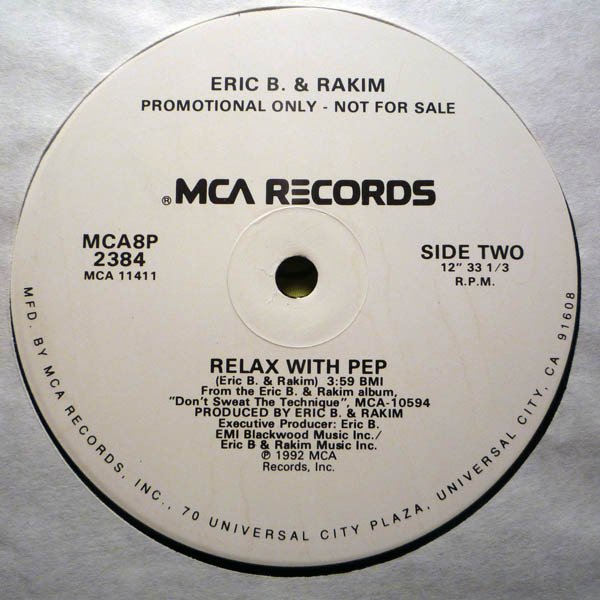 ERIC B. & RAKIM
PROMOTIONAL ONLY - NOT FOR SALE
® MCA RECORDS
MCA8P
2384
MCA 11411
SIDE TWO
12" 33 1/3
R.P.M.
RELAX WITH PEP
(Eric B. & Rakim) 3:59 BMI
From the Eric B. & Rakim album,
"Don't Sweat The Technique", MCA-10594
PRODUCED BY ERIC B. & RAKIM
Executive Producer: Eric B.
EMI Blackwood Music Inc./
Eric B & Rakim Music Inc.
℗ 1992 MCA
Records, Inc.
MFD. BY MCA RECORDS, INC., 70 UNIVERSAL CITY PLAZA, UNIVERSAL CITY, CA 91608